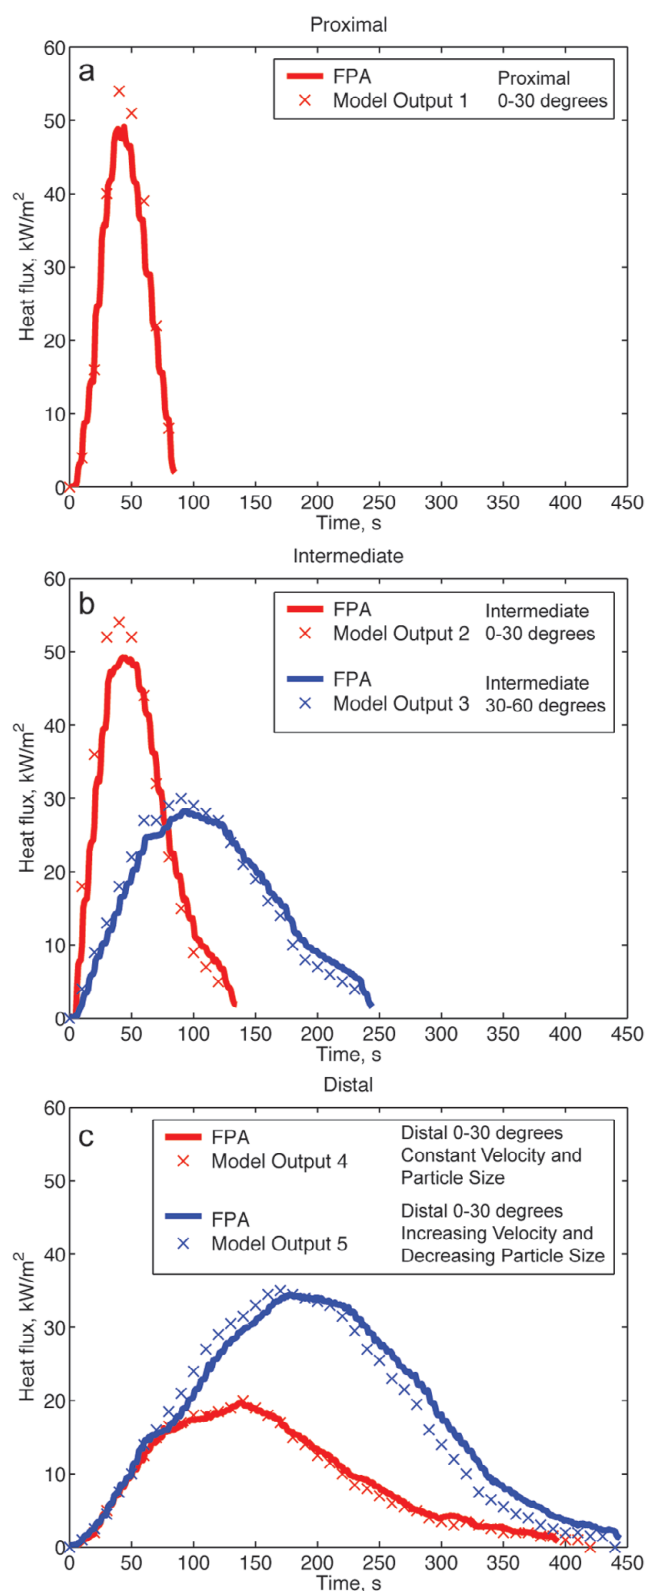 Proximal
60
a
FPA
Proximal
Model Output 1
0-30 degrees
50
40
30
20
10
0
Heat flux, kW/m²
0 50 100 150 200 250 300 350 400 450
Time, s
Intermediate
60
b
FPA
Intermediate
Model Output 2
0-30 degrees
FPA
Intermediate
Model Output 3
30-60 degrees
50
40
30
20
10
0
Heat flux, kW/m²
0 50 100 150 200 250 300 350 400 450
Time, s
Distal
60
c
FPA
Distal 0-30 degrees
Model Output 4
Constant Velocity and
Particle Size
FPA
Distal 0-30 degrees
Model Output 5
Increasing Velocity and
Decreasing Particle Size
50
40
30
20
10
0
Heat flux, kW/m²
0 50 100 150 200 250 300 350 400 450
Time, s